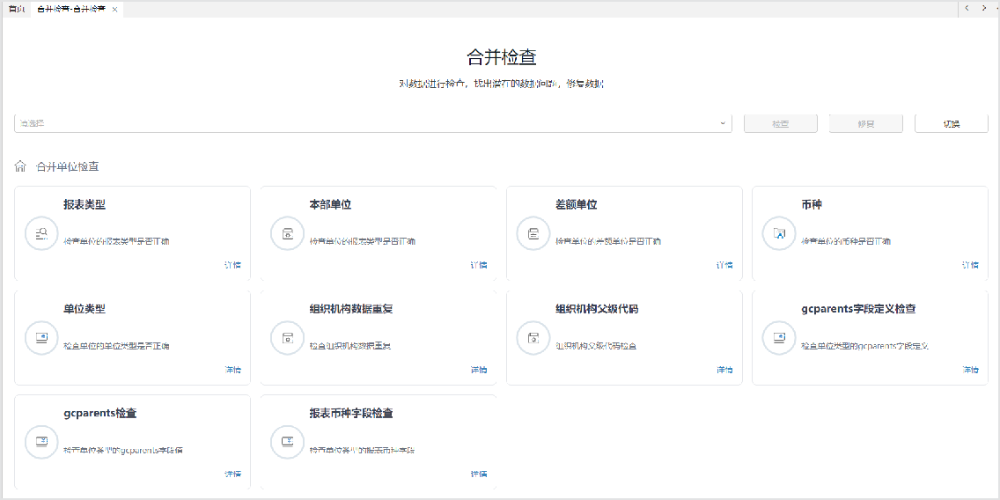 首页 合并检查-合并检查 ×
合并检查
对数据进行检查，找出潜在的数据问题，修复数据
请选择 检查 修复 切换
合并单位检查
报表类型
检查单位的报表类型是否正确
详情
本部单位
检查单位的报表类型是否正确
详情
差额单位
检查单位的差额单位是否正确
详情
币种
检查单位的币种是否正确
详情
单位类型
检查单位的单位类型是否正确
详情
组织机构数据重复
检查组织机构数据重复
详情
组织机构父级代码
组织机构父级代码检查
详情
gcparents字段定义检查
检查单位类型的gcparents字段定义
详情
gcparents检查
检查单位类型的gcparents字段值
详情
报表币种字段检查
检查单位类型的报表币种字段
详情